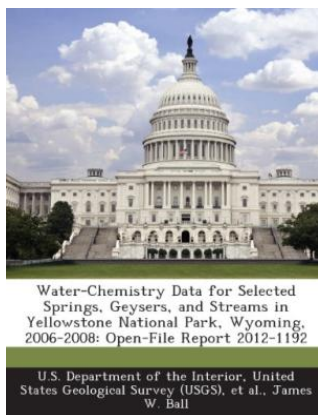 Water-Chemistry Data for Selected
Springs, Geysers, and Streams in
Yellowstone National Park, Wyoming,
2006-2008: Open-File Report 2012-1192
U.S. Department of the Interior, United
States Geological Survey (USGS), et al., James
W. Ball